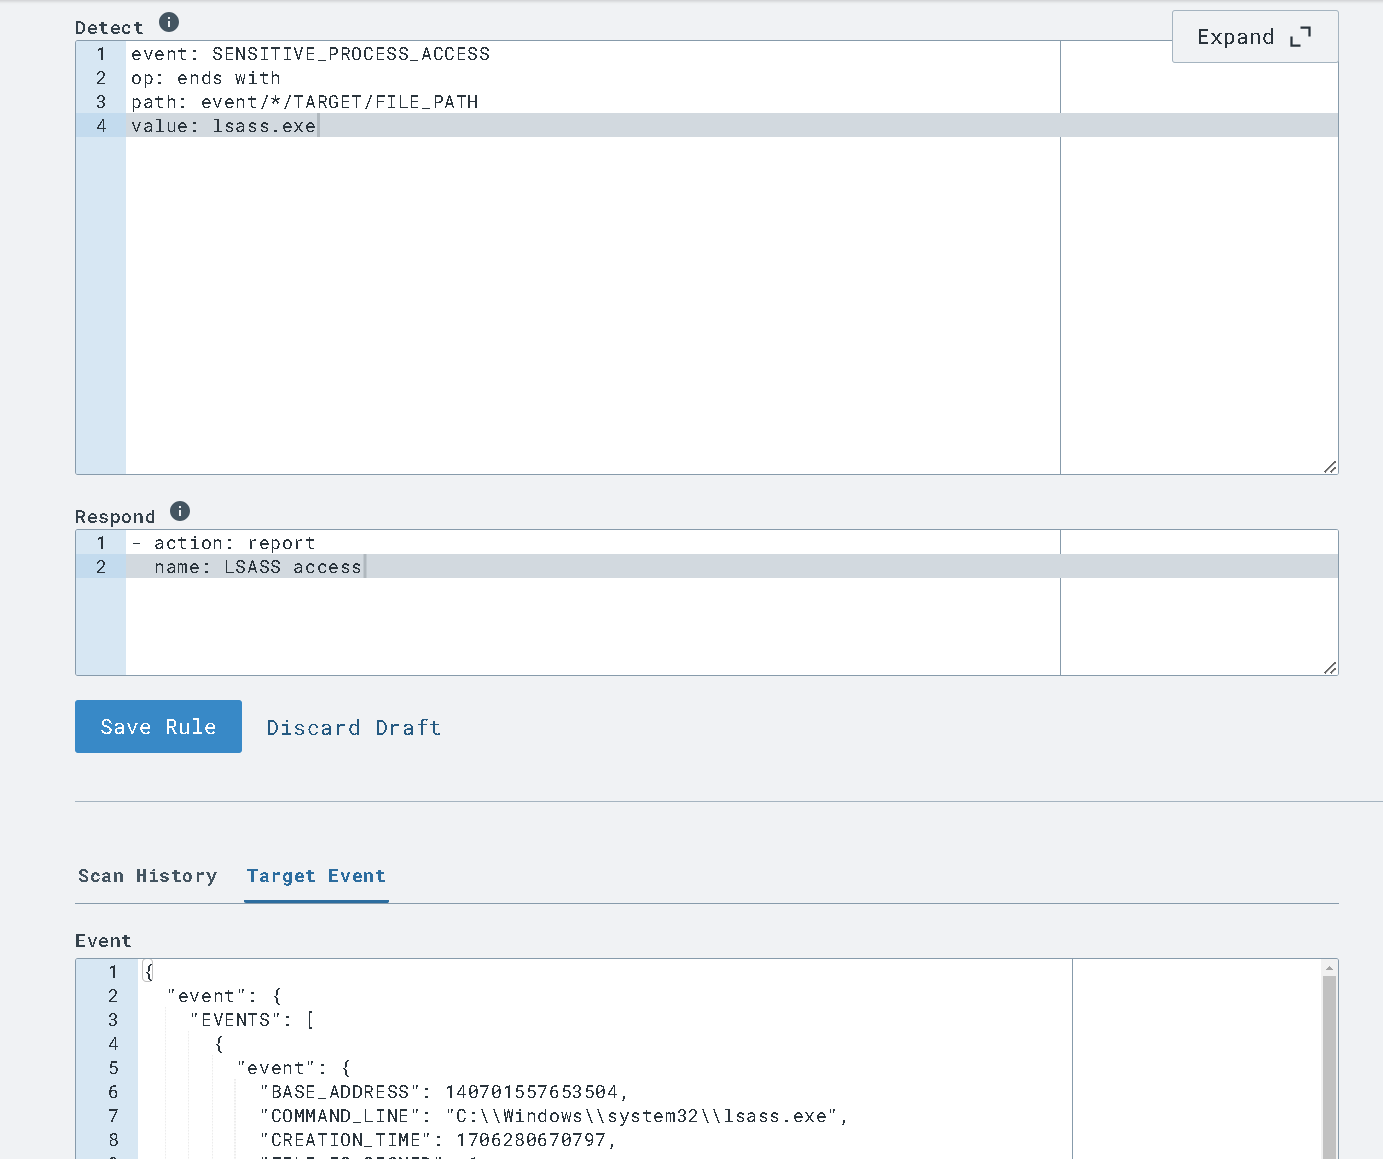 Detect
Expand
1 event: SENSITIVE_PROCESS_ACCESS
2 op: ends with
3 path: event/*/TARGET/FILE_PATH
4 value: lsass.exe
Respond
1 - action: report
2 name: LSASS access
Save Rule Discard Draft
Scan History Target Event
Event
1 {
2 "event": {
3 "EVENTS": [
4 {
5 "event": {
6 "BASE_ADDRESS": 140701557653504,
7 "COMMAND_LINE": "C:\\Windows\\system32\\lsass.exe",
8 "CREATION_TIME": 1706280670797,